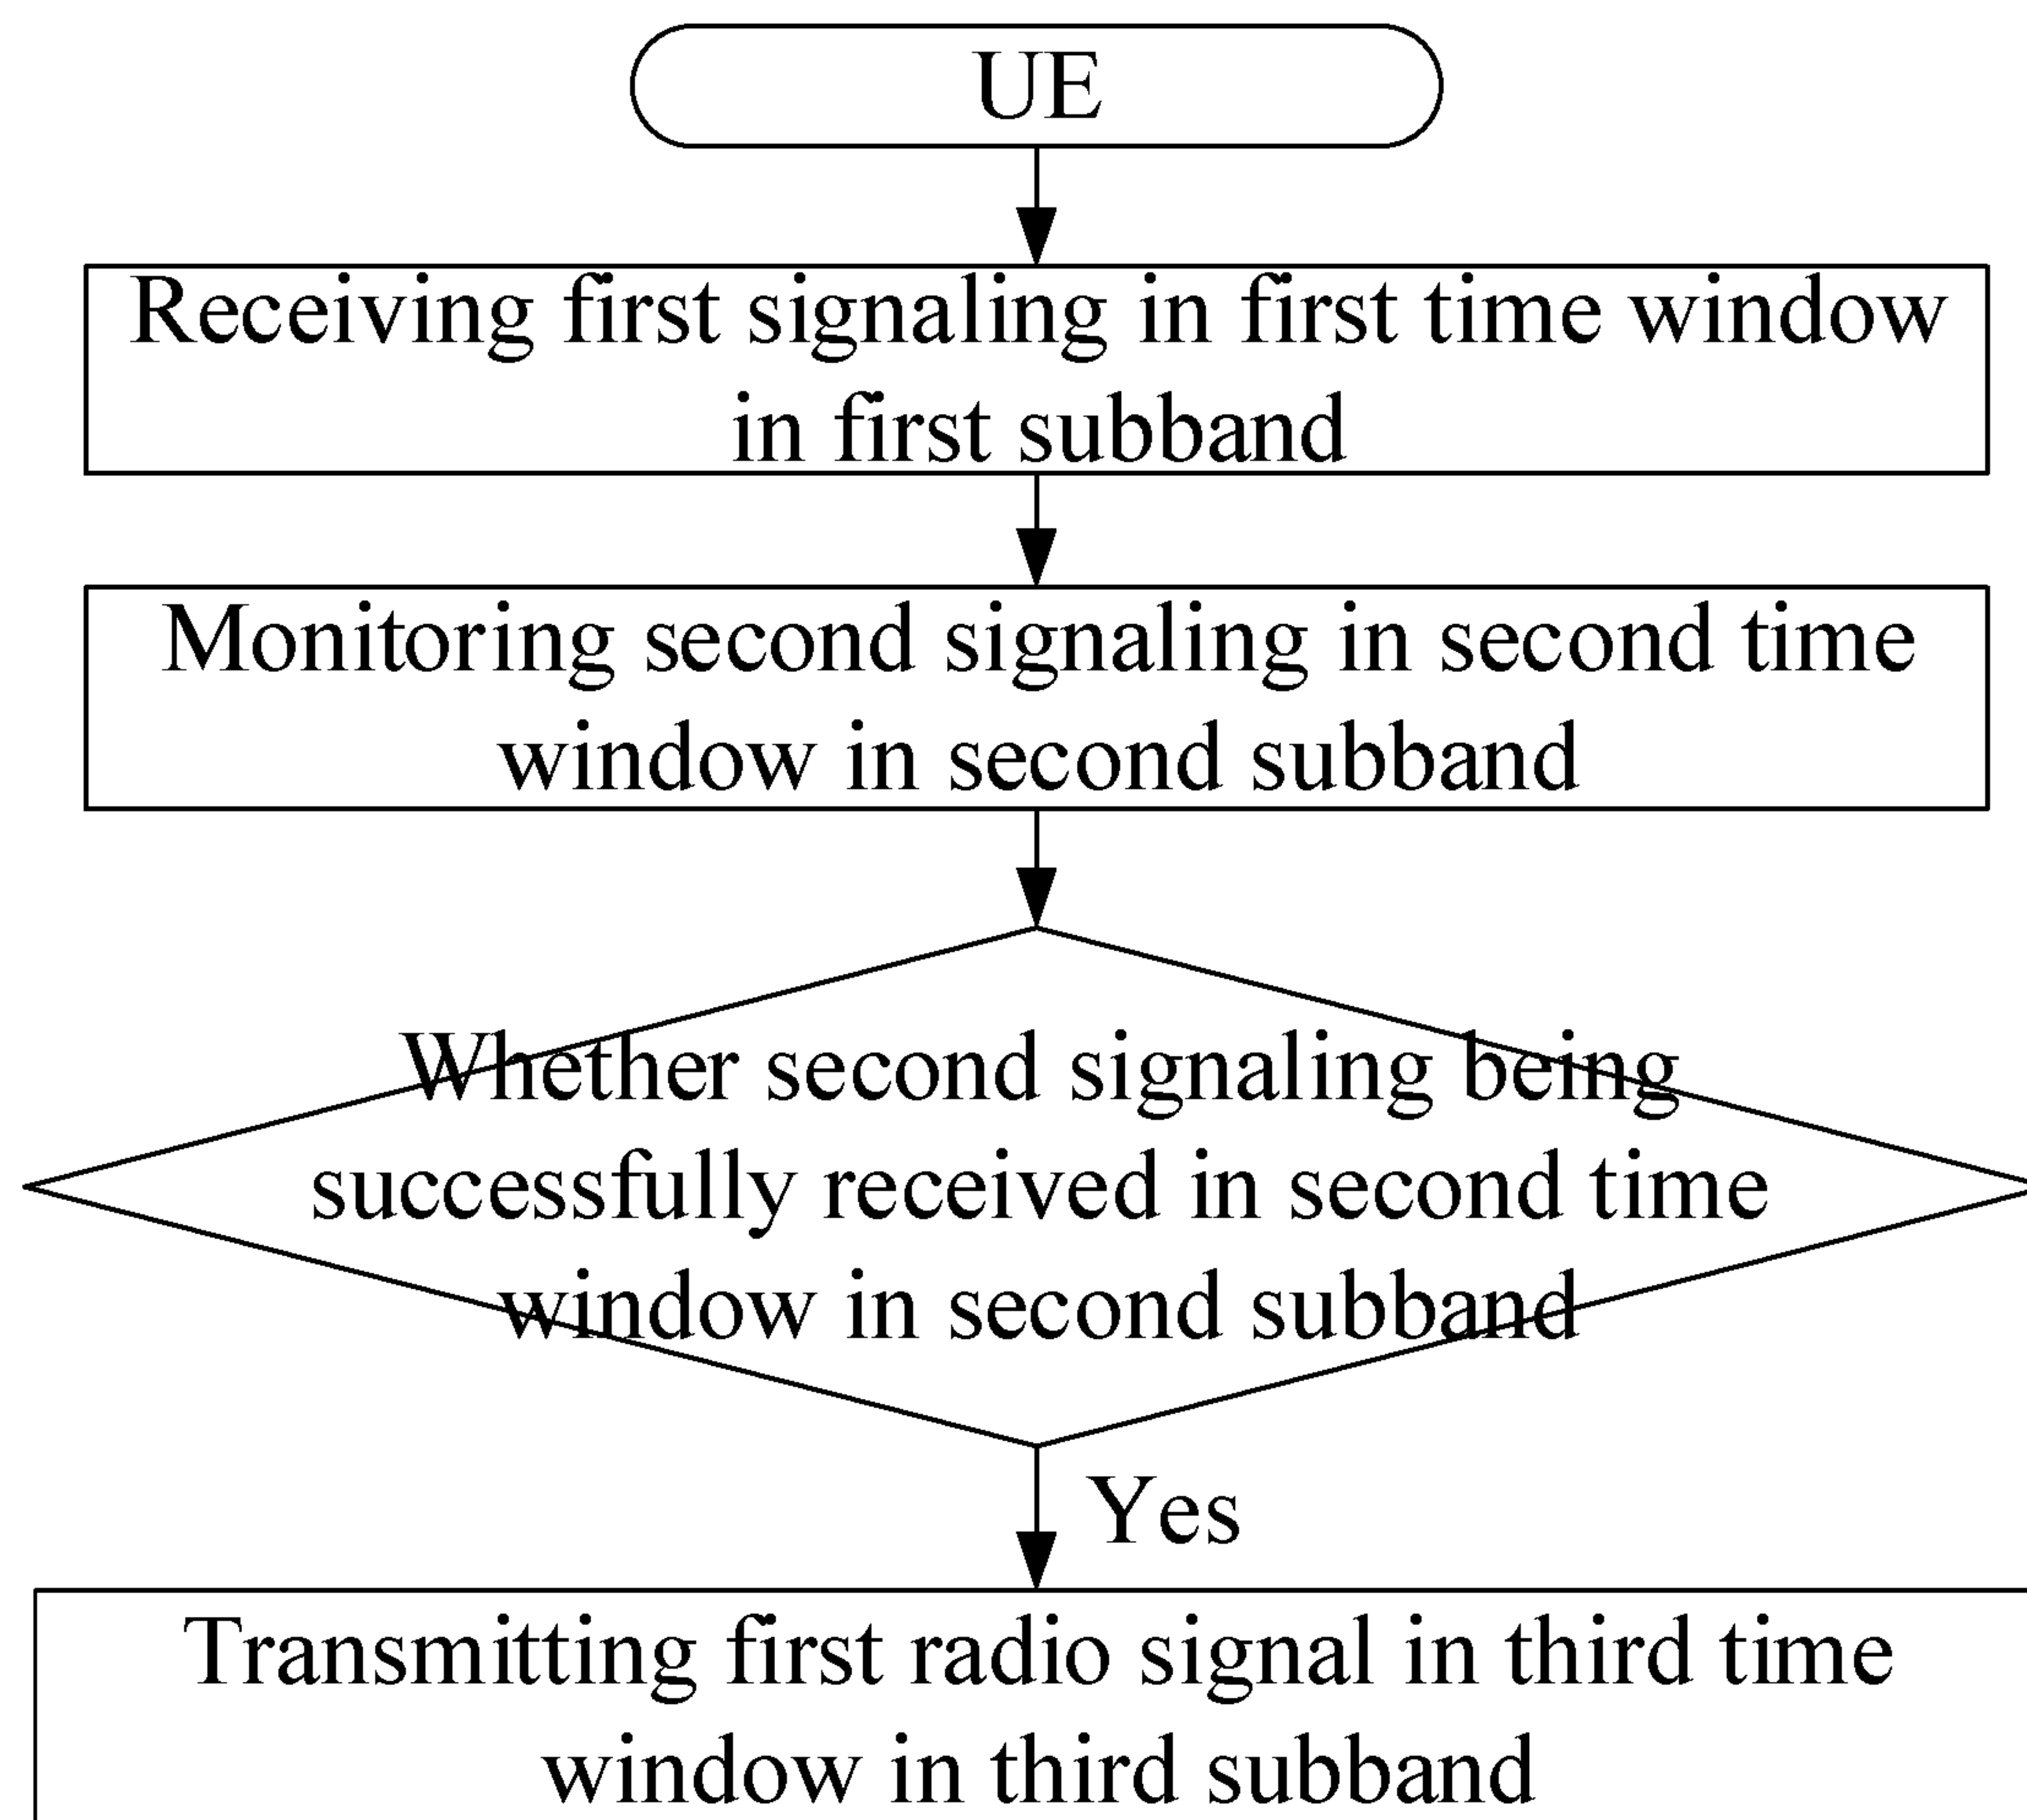 UE
Receiving first signaling in first time window
in first subband
Monitoring second signaling in second time
window in second subband
Whether second signaling being
successfully received in second time
window in second subband
Yes
Transmitting first radio signal in third time
window in third subband